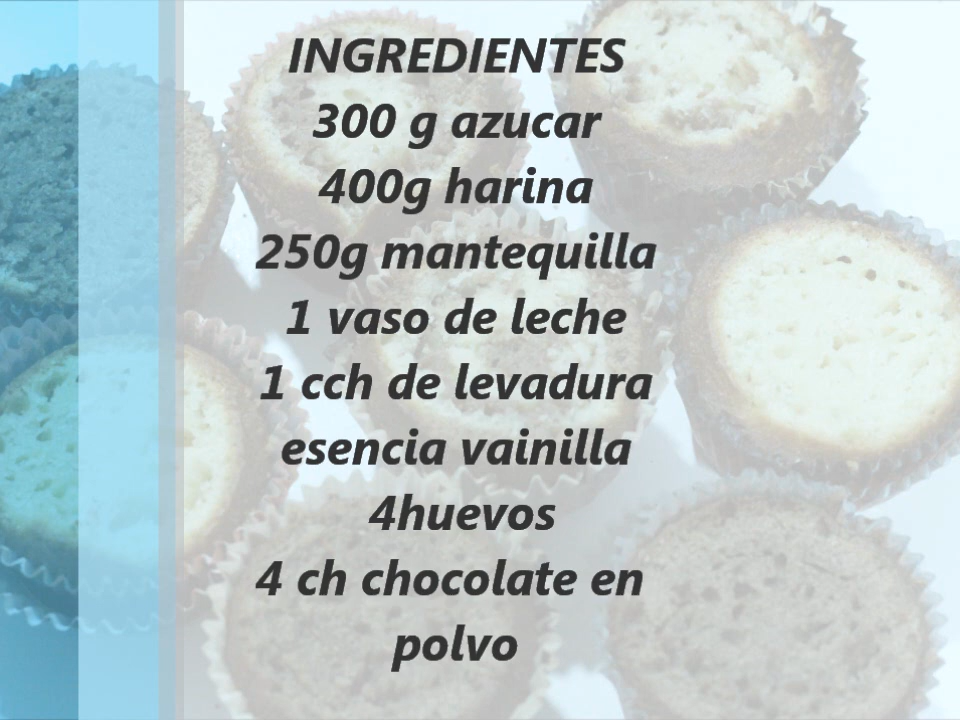 INGREDIENTES
300 g azucar
400g harina
250g mantequilla
1 vaso de leche
1 cch de levadura
esencia vainilla
4huevos
4 ch chocolate en
polvo